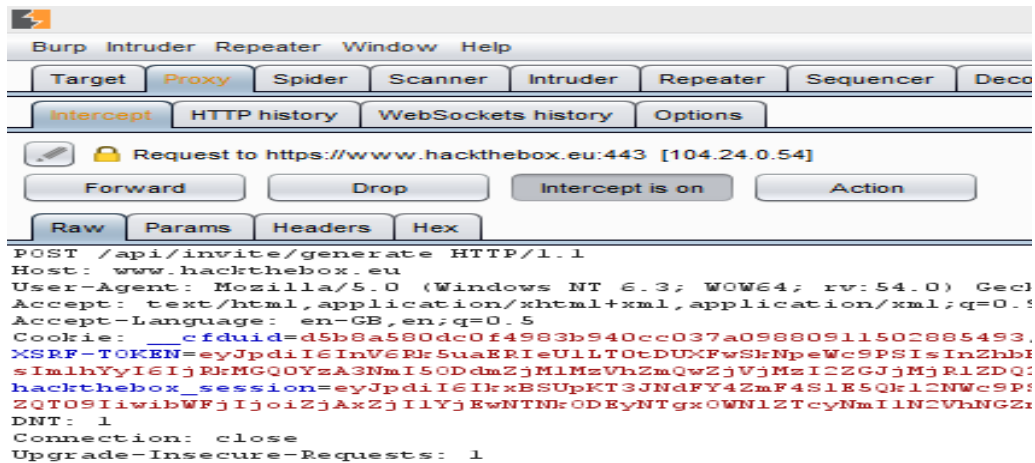 Burp Intruder Repeater Window Help
Target Proxy Spider Scanner Intruder Repeater Sequencer Deco
Intercept HTTP history WebSockets history Options
Request to https://www.hackthebox.eu:443 [104.24.0.54]
Forward Drop Intercept is on Action
Raw Params Headers Hex
POST /api/invite/generate HTTP/1.1
Host: www.hackthebox.eu
User-Agent: Mozilla/5.0 (Windows NT 6.3; WOW64; rv:54.0) Geck
Accept: text/html,application/xhtml+xml,application/xml;q=0.9
Accept-Language: en-GB,en;q=0.5
Cookie: __cfduid=d5b8a580dc0f4983b940cc037a09880911502885493
XSRF-TOKEN=
hackthebox_session=
DNT: 1
Connection: close
Upgrade-Insecure-Requests: 1